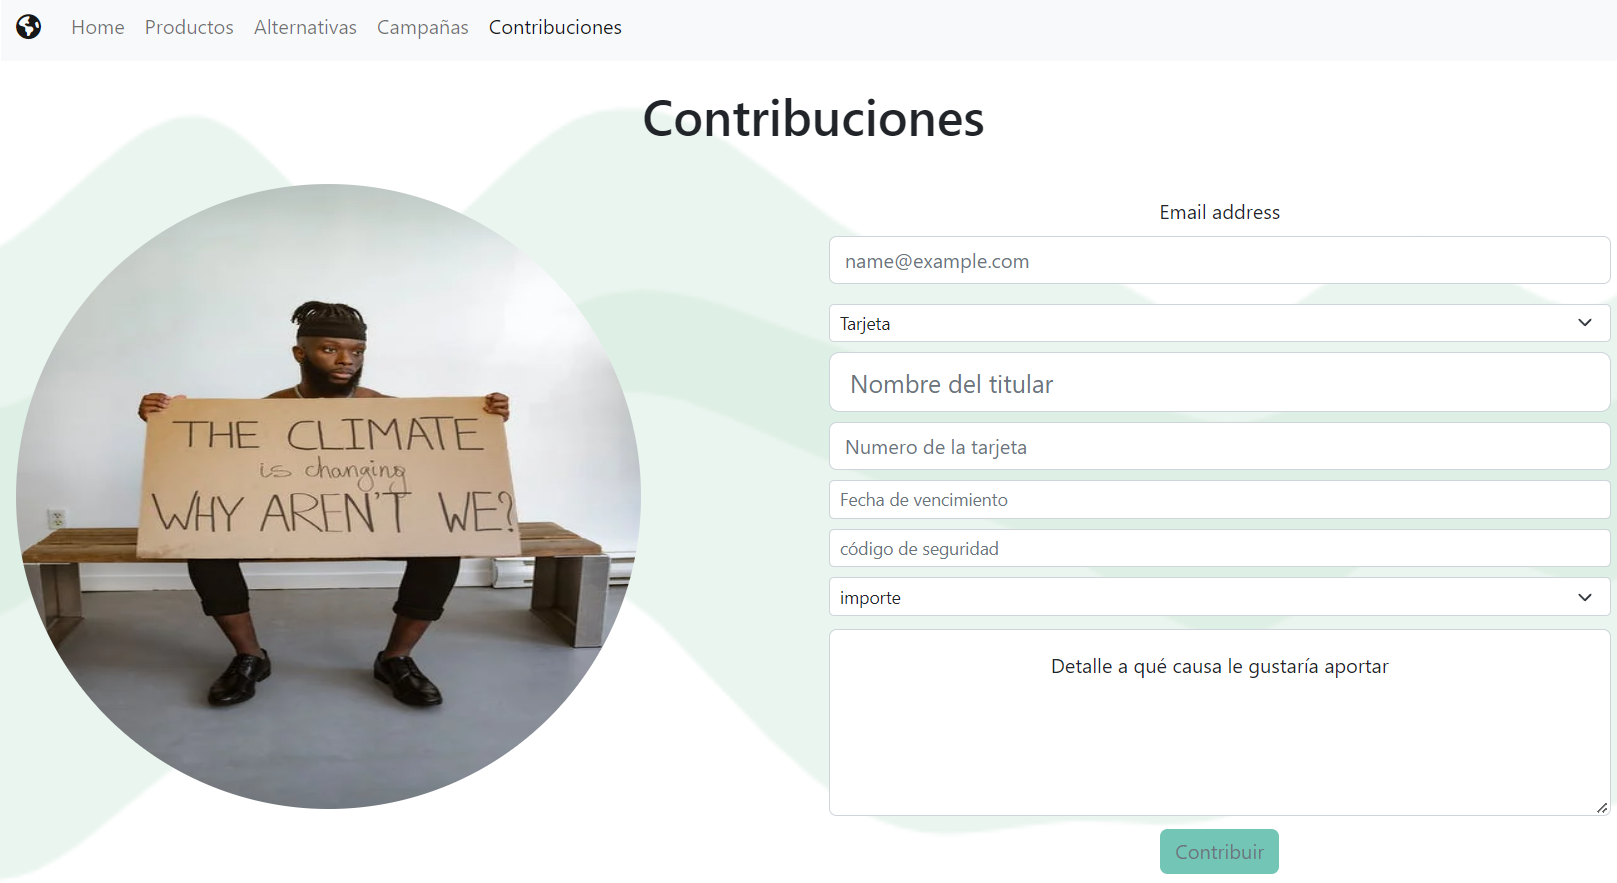 Home Productos Alternativas Campañas Contribuciones
Contribuciones
THE CLIMATE
is changing
WHY AREN'T WE?
Email address
name@example.com
Tarjeta
Nombre del titular
Numero de la tarjeta
Fecha de vencimiento
código de seguridad
importe
Detalle a qué causa le gustaría aportar
Contribuir